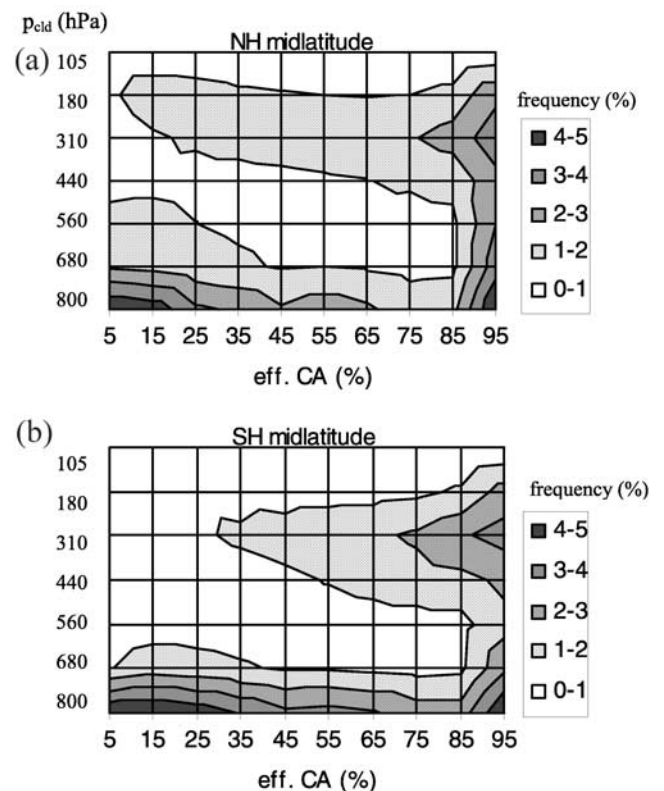 p_cld (hPa)
(a)
NH midlatitude
105
180
310
440
560
680
800
5 15 25 35 45 55 65 75 85 95
eff. CA (%)
frequency (%)
4-5
3-4
2-3
1-2
0-1
(b)
SH midlatitude
105
180
310
440
560
680
800
5 15 25 35 45 55 65 75 85 95
eff. CA (%)
frequency (%)
4-5
3-4
2-3
1-2
0-1